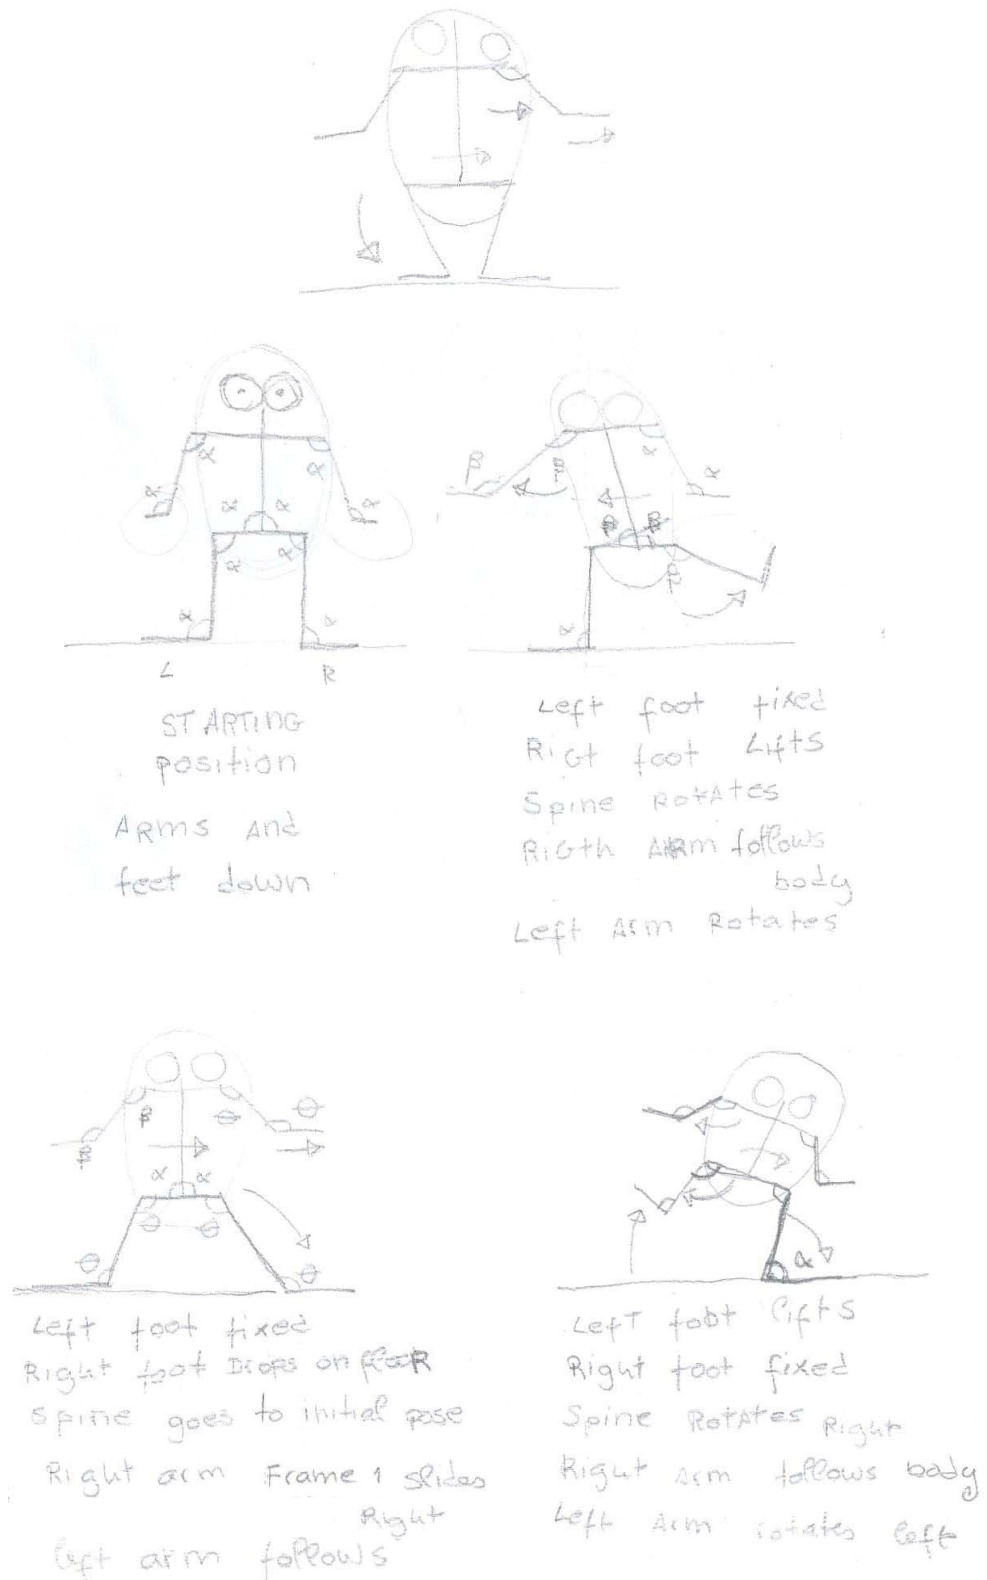 L R
STARTING
position
ARMS AND
feet down
Left foot fixed
RiGt foot Lifts
Spine RotAtes
RiGth ARm follows
body
Left Arm Rotates
Left foot fixed
Right foot Drops on flooR
Spine goes to initial pose
Right arm Frame 1 slides
Right
left arm follows
LefT foot lifts
Right foot fixed
Spine RotAtes Right
Right Arm follows body
Left Arm rotates left